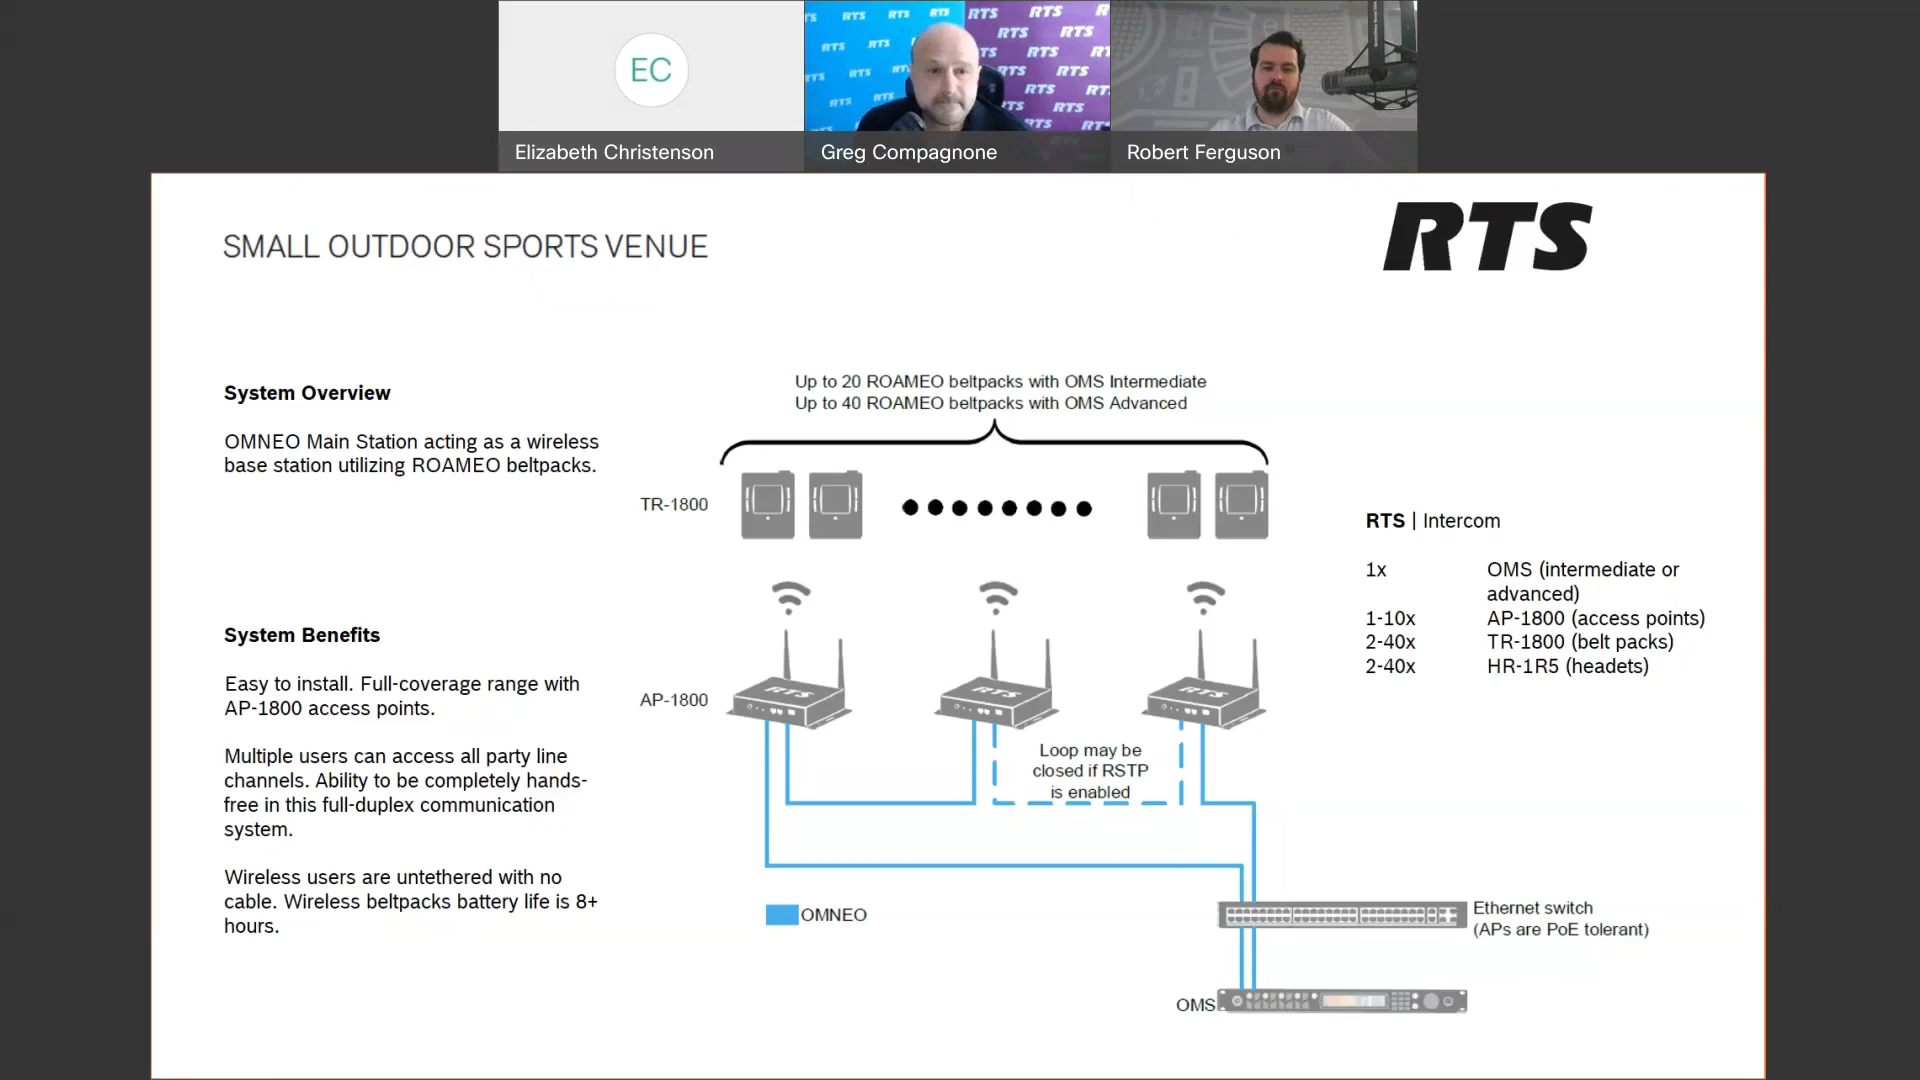 EC
Elizabeth Christenson
Greg Compagnone
Robert Ferguson
SMALL OUTDOOR SPORTS VENUE
RTS
System Overview
OMNEO Main Station acting as a wireless
base station utilizing ROAMEO beltpacks.
System Benefits
Easy to install. Full-coverage range with
AP-1800 access points.
Multiple users can access all party line
channels. Ability to be completely hands-
free in this full-duplex communication
system.
Wireless users are untethered with no
cable. Wireless beltpacks battery life is 8+
hours.
Up to 20 ROAMEO beltpacks with OMS Intermediate
Up to 40 ROAMEO beltpacks with OMS Advanced
TR-1800
AP-1800
RTS
RTS
RTS
Loop may be
closed if RSTP
is enabled
OMNEO
Ethernet switch
(APs are PoE tolerant)
OMS
RTS | Intercom
1x OMS (intermediate or
advanced)
1-10x AP-1800 (access points)
2-40x TR-1800 (belt packs)
2-40x HR-1R5 (headets)